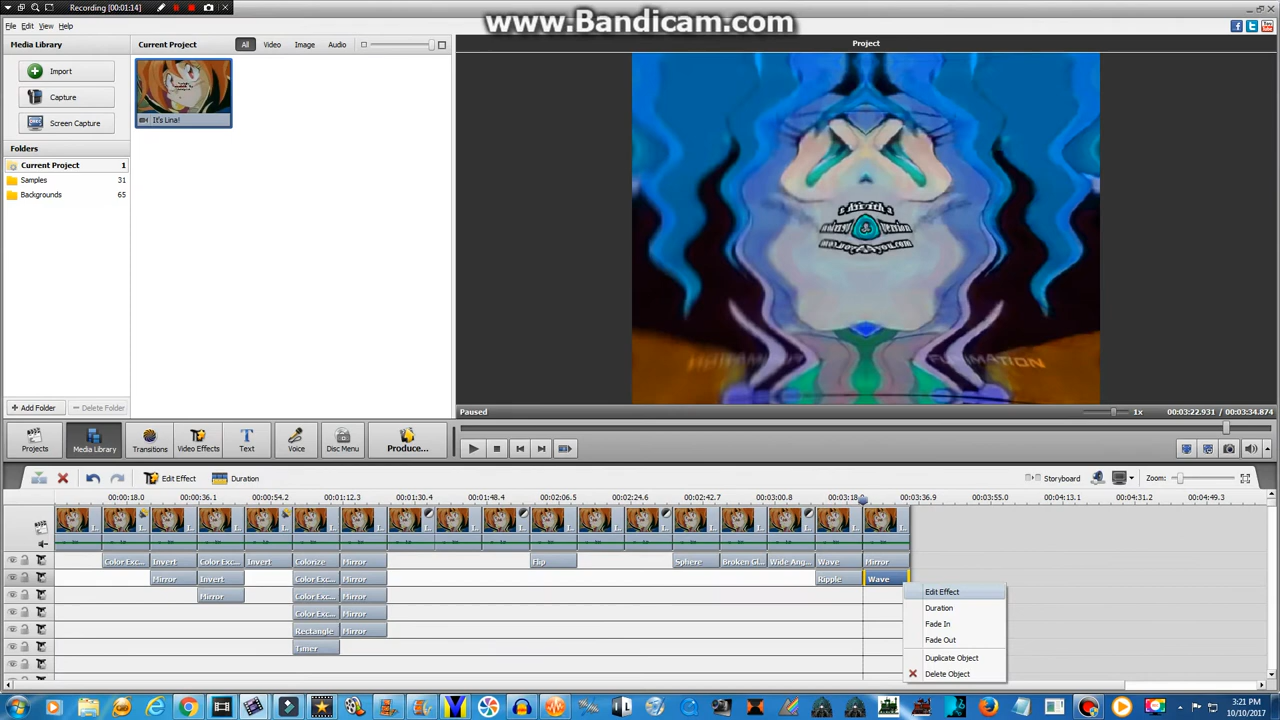 Recording [00:01:14]
www.Bandicam.com
File Edit View Help
Media Library
Current Project
All Video Image Audio
Project
Import
Capture
Screen Capture
It's Lina!
Folders
Current Project 1
Samples 31
Backgrounds 65
Add Folder
Delete Folder
Paused
1x
00:03:22.931 / 00:03:34.874
Projects
Media Library
Transitions
Video Effects
Text
Voice
Disc Menu
Produce...
Edit Effect
Duration
Storyboard
Zoom:
00:00:18.0 00:00:36.1 00:00:54.2 00:01:12.3 00:01:30.4 00:01:48.4 00:02:06.5 00:02:24.6 00:02:42.7 00:03:00.8 00:03:18.9 00:03:36.9 00:03:55.0 00:04:13.1 00:04:31.2 00:04:49.3
Color Exc... Invert Color Exc... Invert Colorize Mirror Flip Sphere Broken Gl... Wide Ang... Wave Mirror
Mirror Invert Color Exc... Mirror Ripple Wave
Mirror Color Exc... Mirror
Color Exc... Mirror
Rectangle Mirror
Timer
Edit Effect
Duration
Fade In
Fade Out
Duplicate Object
Delete Object
3:21 PM
10/10/2017